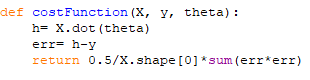 def costFunction(X, y, theta):
    h= X.dot(theta)
    err= h-y
    return 0.5/X.shape[0]*sum(err*err)